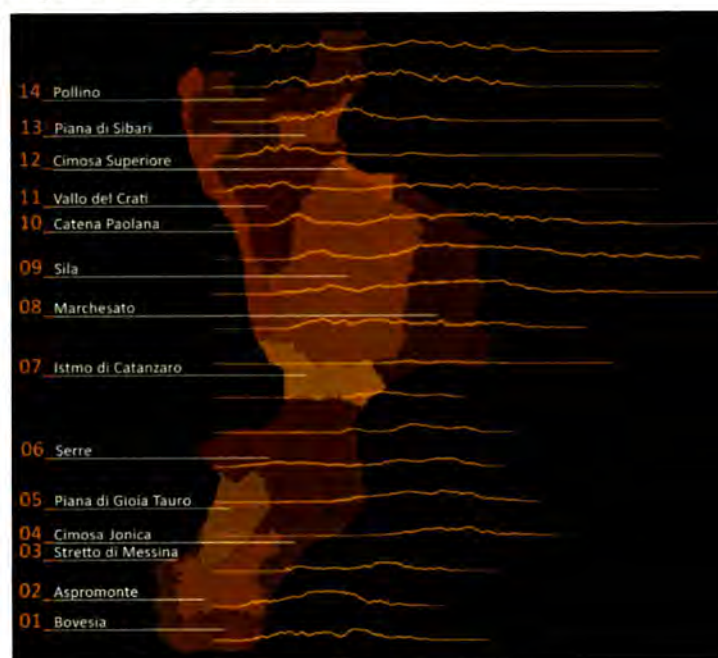 14 Pollino
13 Piana di Sibari
12 Cimosa Superiore
11 Vallo del Crati
10 Catena Paolana
09 Sila
08 Marchesato
07 Istmo di Catanzaro
06 Serre
05 Piana di Gioia Tauro
04 Cimosa Jonica
03 Stretto di Messina
02 Aspromonte
01 Bovesia